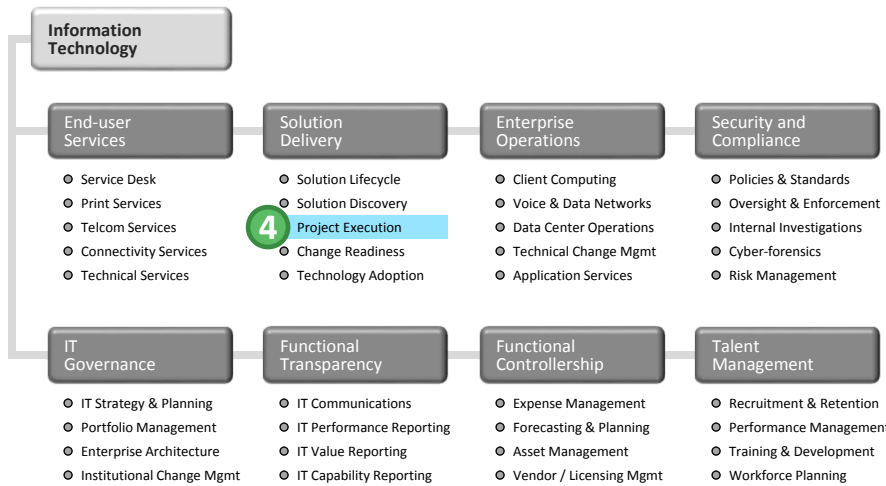 Information
Technology
End-user
Services
Solution
Delivery
Enterprise
Operations
Security and
Compliance
Service Desk
Print Services
Telcom Services
Connectivity Services
Technical Services
Solution Lifecycle
Solution Discovery
4 Project Execution
Change Readiness
Technology Adoption
Client Computing
Voice & Data Networks
Data Center Operations
Technical Change Mgmt
Application Services
Policies & Standards
Oversight & Enforcement
Internal Investigations
Cyber-forensics
Risk Management
IT
Governance
Functional
Transparency
Functional
Controllership
Talent
Management
IT Strategy & Planning
Portfolio Management
Enterprise Architecture
Institutional Change Mgmt
IT Communications
IT Performance Reporting
IT Value Reporting
IT Capability Reporting
Expense Management
Forecasting & Planning
Asset Management
Vendor / Licensing Mgmt
Recruitment & Retention
Performance Management
Training & Development
Workforce Planning